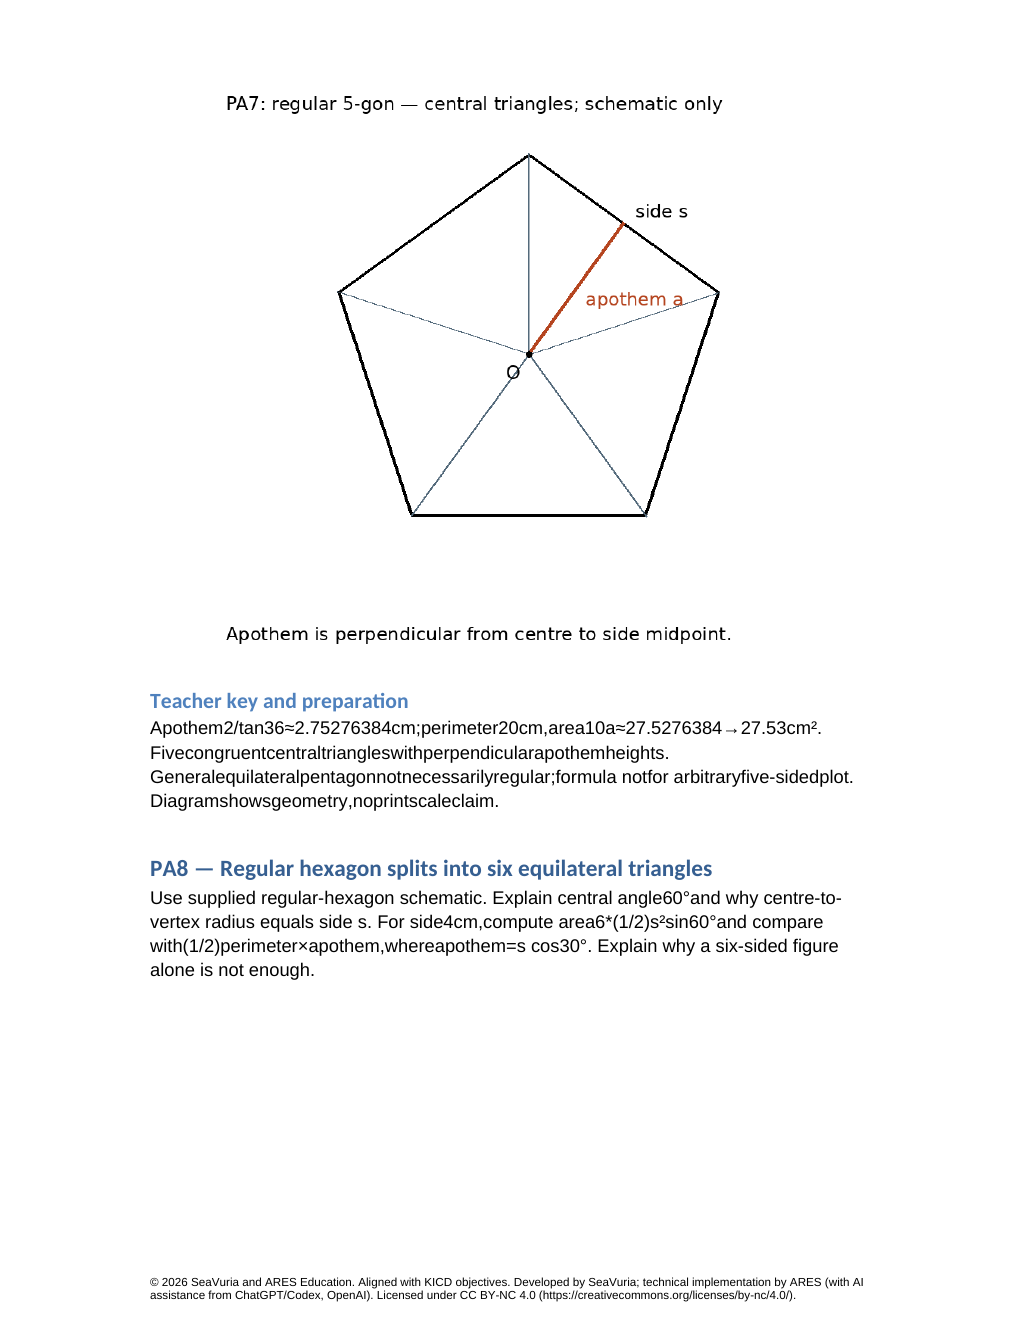 PA7: regular 5-gon — central triangles; schematic only
side s
apothem a
O
Apothem is perpendicular from centre to side midpoint.
Teacher key and preparation
Apothem2/tan36≈2.75276384cm;perimeter20cm,area10a≈27.5276384→27.53cm².
Fivecongruentcentraltriangleswithperpendicularapothemheights.
Generalequilateralpentagonnotnecessarilyregular;formula notfor arbitraryfive-sidedplot.
Diagramshowsgeometry,noprintscaleclaim.
PA8 — Regular hexagon splits into six equilateral triangles
Use supplied regular-hexagon schematic. Explain central angle60°and why centre-to-
vertex radius equals side s. For side4cm,compute area6*(1/2)s²sin60°and compare
with(1/2)perimeter×apothem,whereapothem=s cos30°. Explain why a six-sided figure
alone is not enough.
© 2026 SeaVuria and ARES Education. Aligned with KICD objectives. Developed by SeaVuria; technical implementation by ARES (with AI
assistance from ChatGPT/Codex, OpenAI). Licensed under CC BY-NC 4.0 (https://creativecommons.org/licenses/by-nc/4.0/).